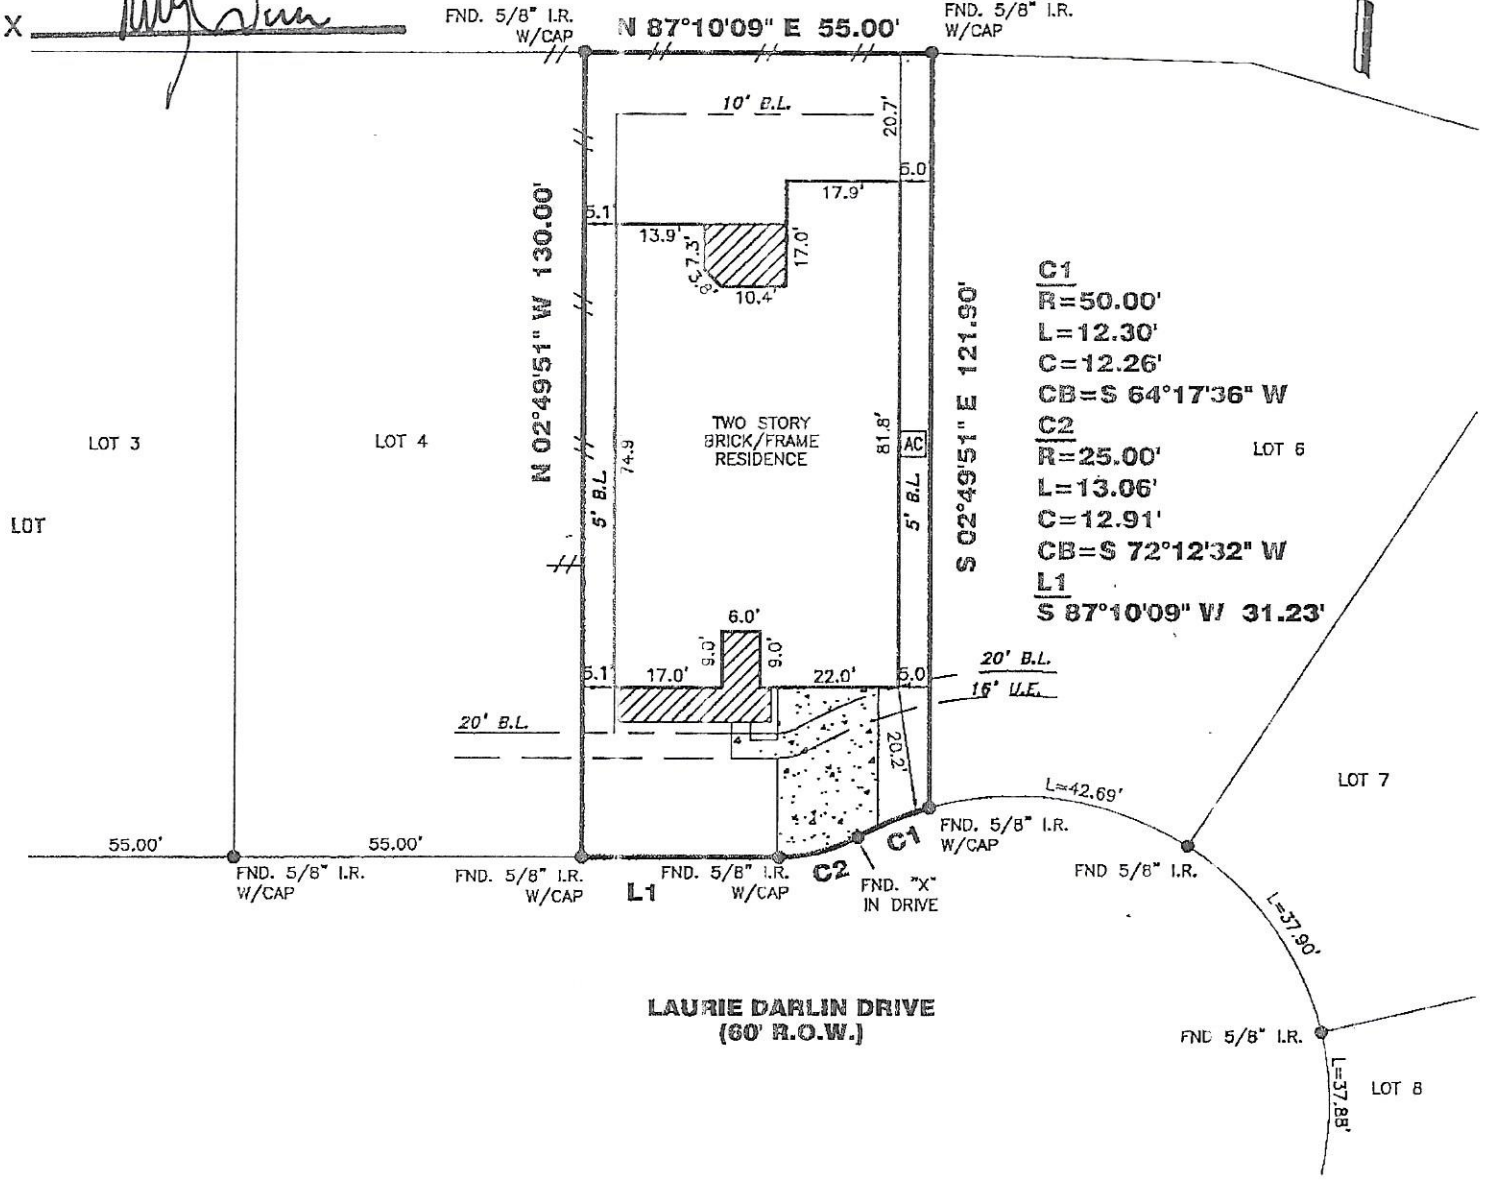 X
FND. 5/8" I.R.
W/CAP
N 87°10'09" E 55.00'
FND. 5/8" I.R.
W/CAP
10' B.L.
20.7'
5.0
17.9'
5.1'
13.9'
7.3'
3.8'
10.4'
17.0'
N 02°49'51" W 130.00'
S 02°49'51" E 121.90'
C1
R=50.00'
L=12.30'
C=12.26'
CB=S 64°17'36" W
C2
R=25.00'
L=13.06'
C=12.91'
CB=S 72°12'32" W
L1
S 87°10'09" W 31.23'
LOT 3
LOT 4
LOT
LOT 6
TWO STORY
BRICK/FRAME
RESIDENCE
74.9
81.8'
AC
5' B.L.
5' B.L.
6.0'
9.0'
9.0'
5.1'
17.0'
22.0'
5.0
20' B.L.
16' U.E.
20' B.L.
4
20.2'
L=42.69'
LOT 7
55.00'
55.00'
FND. 5/8" I.R.
W/CAP
FND. 5/8" I.R.
W/CAP
L1
FND. 5/8" I.R.
W/CAP
C2
C1
FND. "X"
IN DRIVE
FND. 5/8" I.R.
W/CAP
FND 5/8" I.R.
L=37.90'
LAURIE DARLIN DRIVE
(60' R.O.W.)
FND 5/8" I.R.
L=37.88'
LOT 8